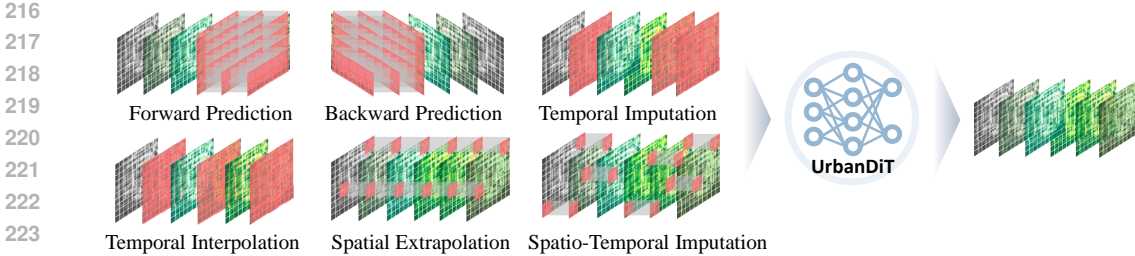 216
217
218
219
220
221
222
223
Forward Prediction
Backward Prediction
Temporal Imputation
Temporal Interpolation
Spatial Extrapolation
Spatio-Temporal Imputation
UrbanDiT